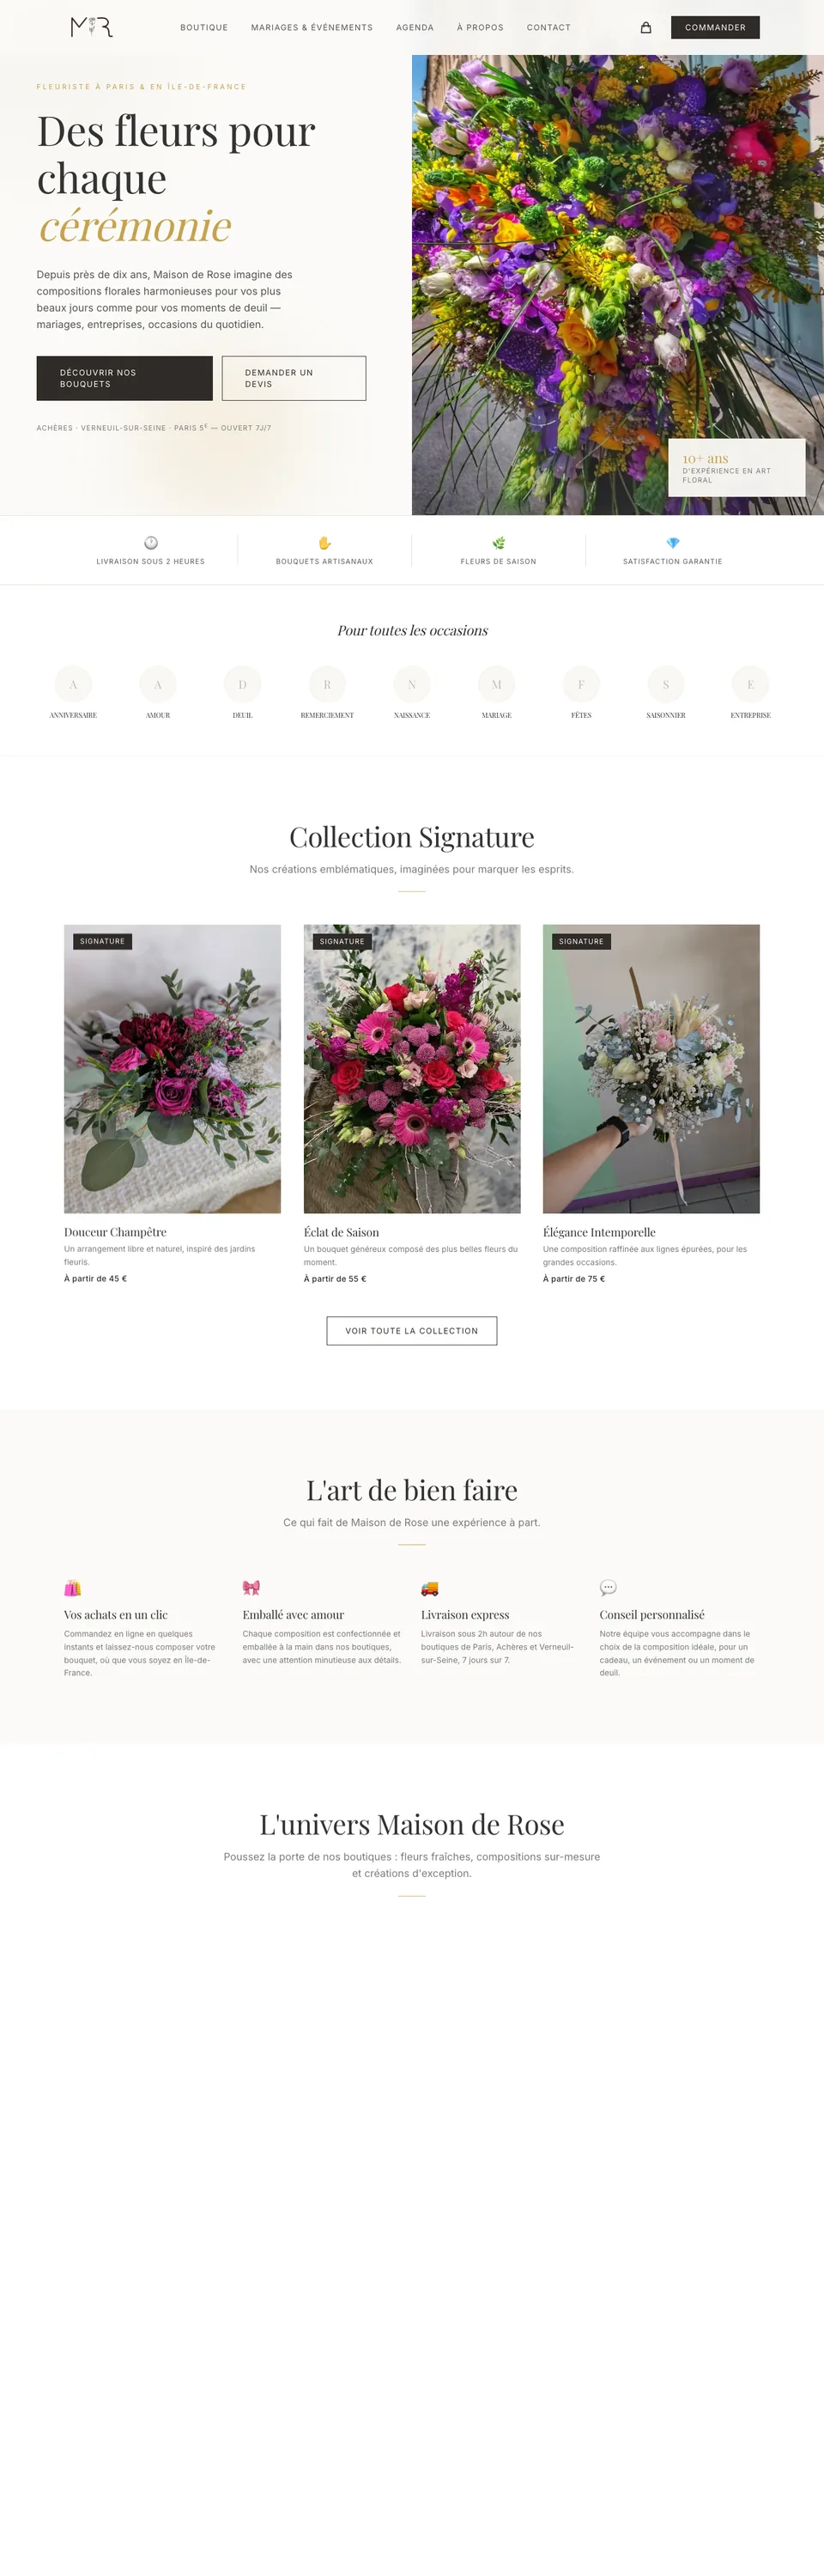 MR
BOUTIQUE
MARIAGES & ÉVÉNEMENTS
AGENDA
À PROPOS
CONTACT
COMMANDER
FLEURISTE À PARIS & EN ÎLE-DE-FRANCE
Des fleurs pour
chaque
cérémonie
Depuis près de dix ans, Maison de Rose imagine des
compositions florales harmonieuses pour vos plus
beaux jours comme pour vos moments de deuil —
mariages, entreprises, occasions du quotidien.
DÉCOUVRIR NOS
BOUQUETS
DEMANDER UN
DEVIS
ACHÈRES · VERNEUIL-SUR-SEINE · PARIS 5E — OUVERT 7J/7
10+ ans
D'EXPÉRIENCE EN ART
FLORAL
LIVRAISON SOUS 2 HEURES
BOUQUETS ARTISANAUX
FLEURS DE SAISON
SATISFACTION GARANTIE
Pour toutes les occasions
A
ANNIVERSAIRE
A
AMOUR
D
DEUIL
R
REMERCIEMENT
N
NAISSANCE
M
MARIAGE
F
FÊTES
S
SAISONNIER
E
ENTREPRISE
Collection Signature
Nos créations emblématiques, imaginées pour marquer les esprits.
SIGNATURE
Douceur Champêtre
Un arrangement libre et naturel, inspiré des jardins
fleuris.
À partir de 45 €
SIGNATURE
Éclat de Saison
Un bouquet généreux composé des plus belles fleurs du
moment.
À partir de 55 €
SIGNATURE
Élégance Intemporelle
Une composition raffinée aux lignes épurées, pour les
grandes occasions.
À partir de 75 €
VOIR TOUTE LA COLLECTION
L'art de bien faire
Ce qui fait de Maison de Rose une expérience à part.
Vos achats en un clic
Commandez en ligne en quelques
instants et laissez-nous composer votre
bouquet, où que vous soyez en Île-de-
France.
Emballé avec amour
Chaque composition est confectionnée et
emballée à la main dans nos boutiques,
avec une attention minutieuse aux détails.
Livraison express
Livraison sous 2h autour de nos
boutiques de Paris, Achères et Verneuil-
sur-Seine, 7 jours sur 7.
Conseil personnalisé
Notre équipe vous accompagne dans le
choix de la composition idéale, pour un
cadeau, un événement ou un moment de
deuil.
L'univers Maison de Rose
Poussez la porte de nos boutiques : fleurs fraîches, compositions sur-mesure
et créations d'exception.